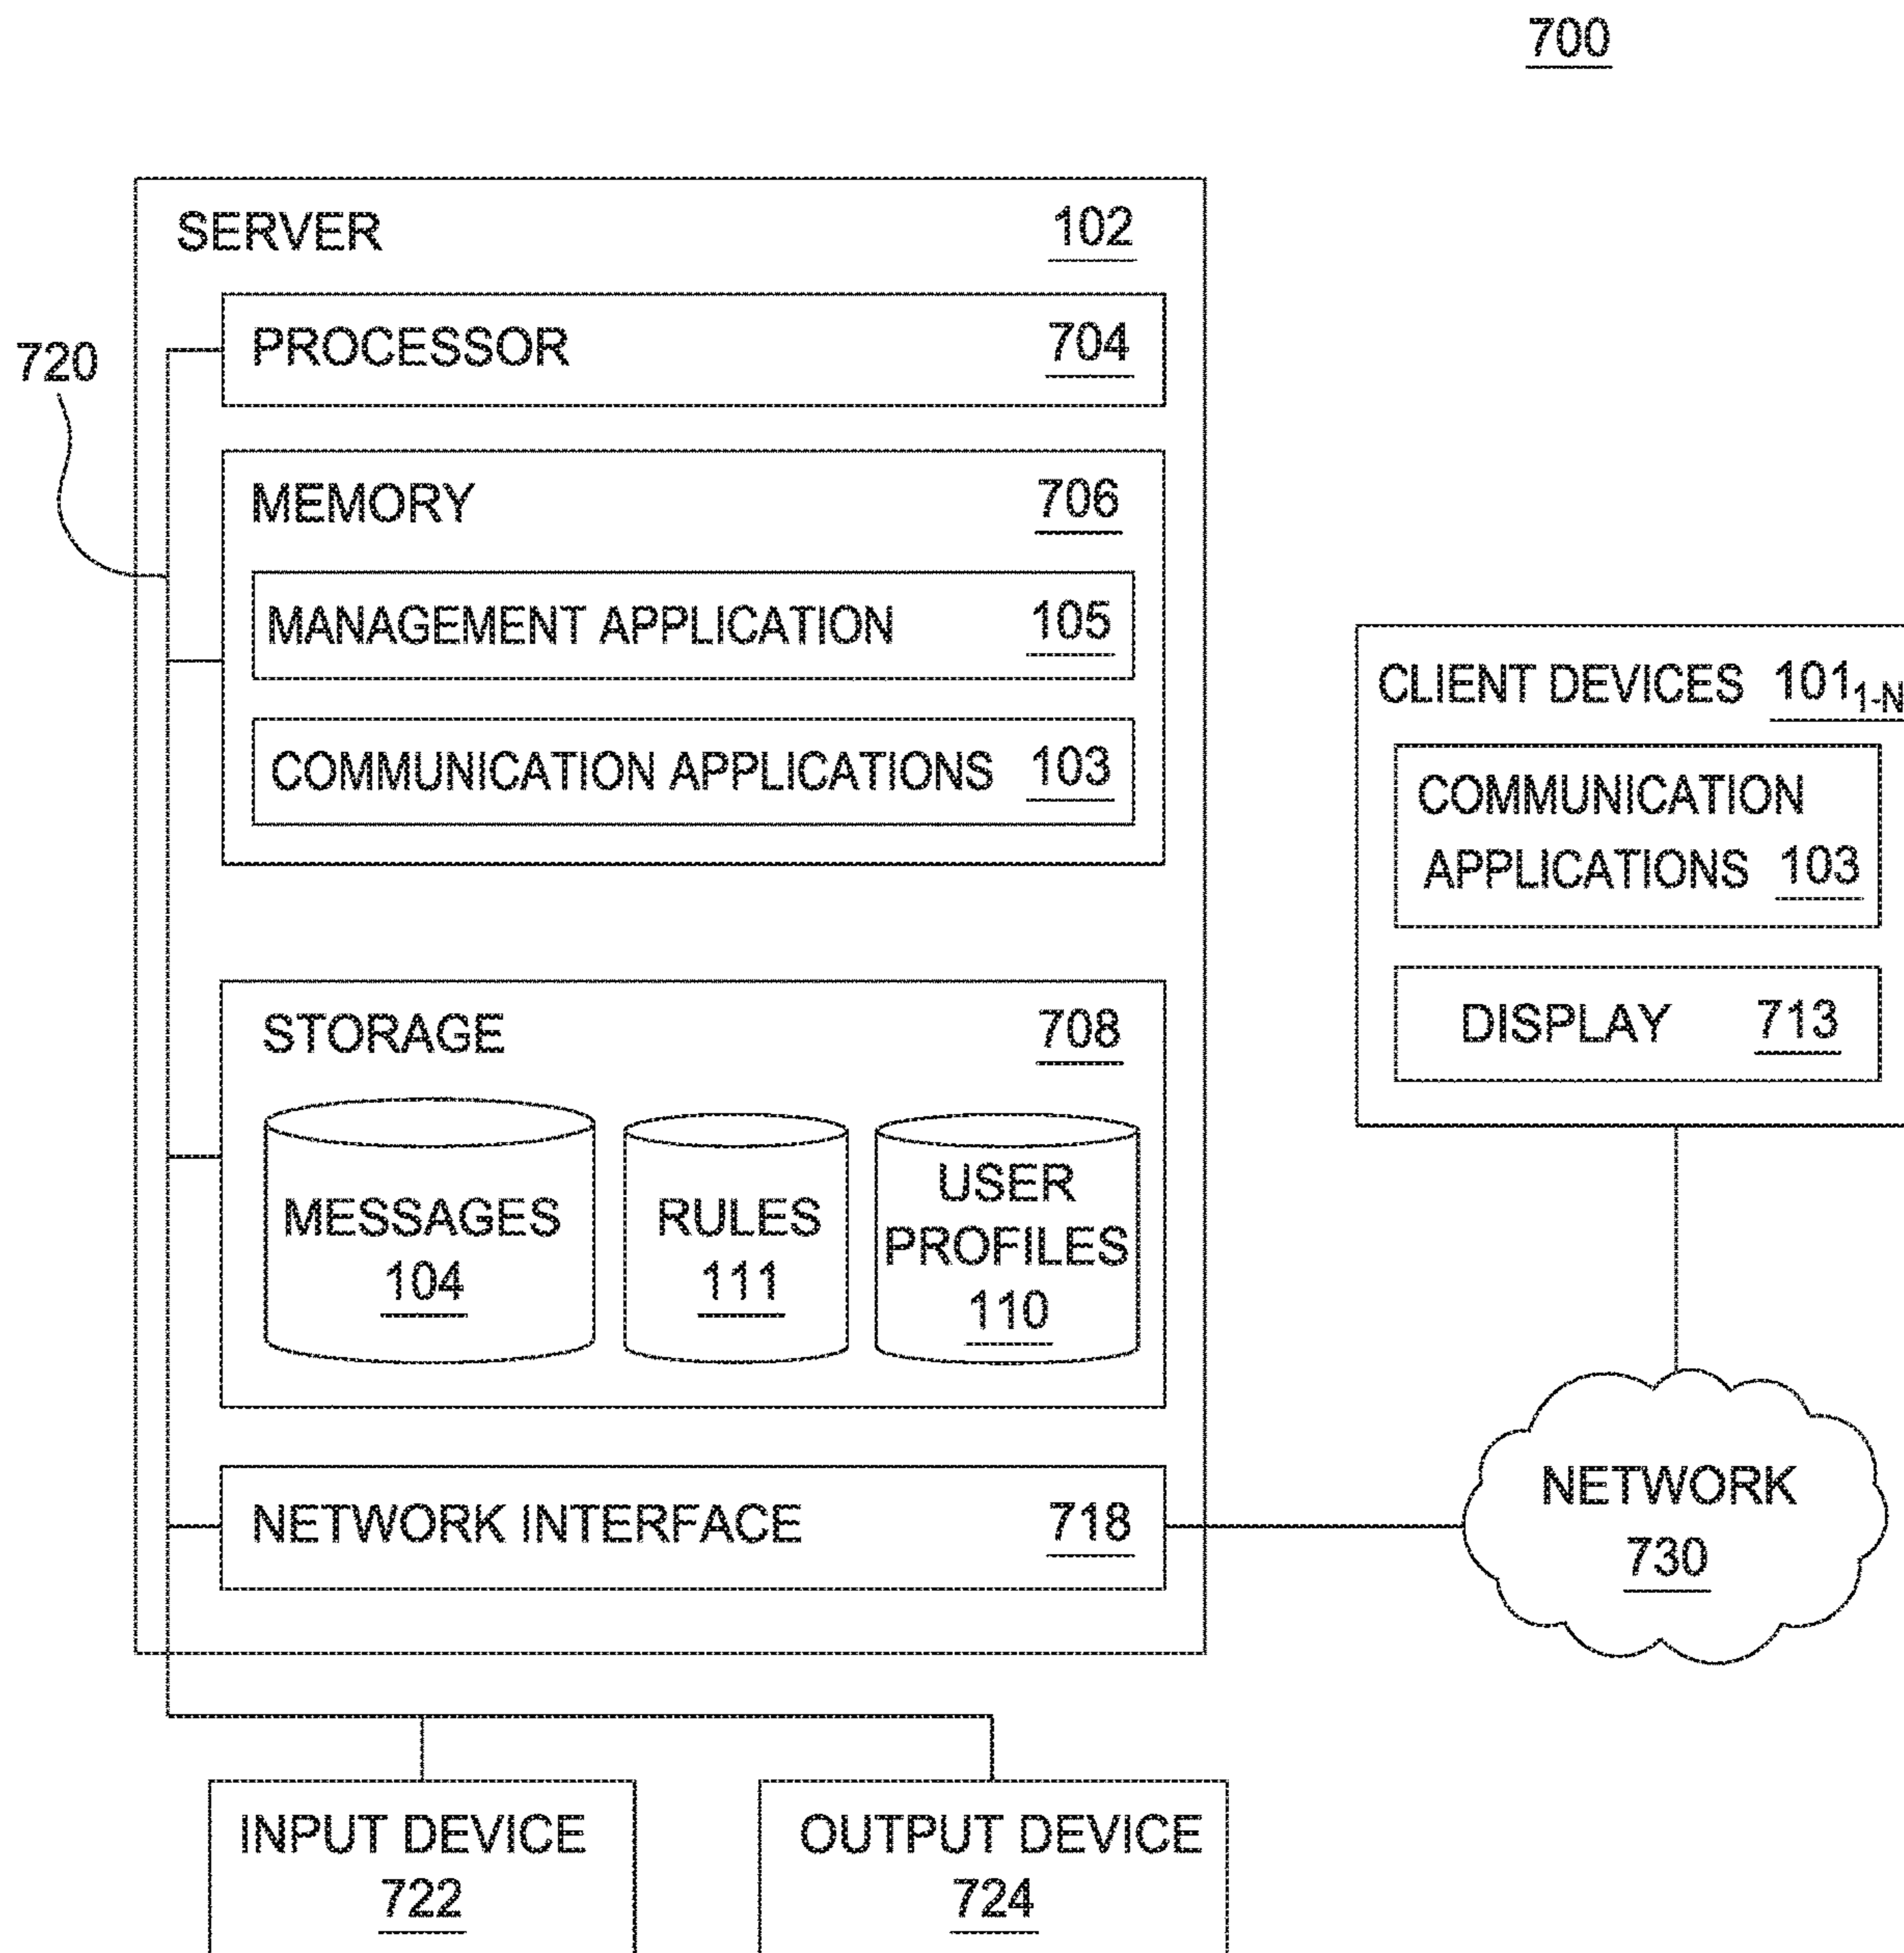 700
SERVER 102
720
PROCESSOR 704
MEMORY 706
MANAGEMENT APPLICATION 105
COMMUNICATION APPLICATIONS 103
STORAGE 708
MESSAGES
104
RULES
111
USER
PROFILES
110
NETWORK INTERFACE 718
INPUT DEVICE
722
OUTPUT DEVICE
724
CLIENT DEVICES 101₁₋N
COMMUNICATION
APPLICATIONS 103
DISPLAY 713
NETWORK
730